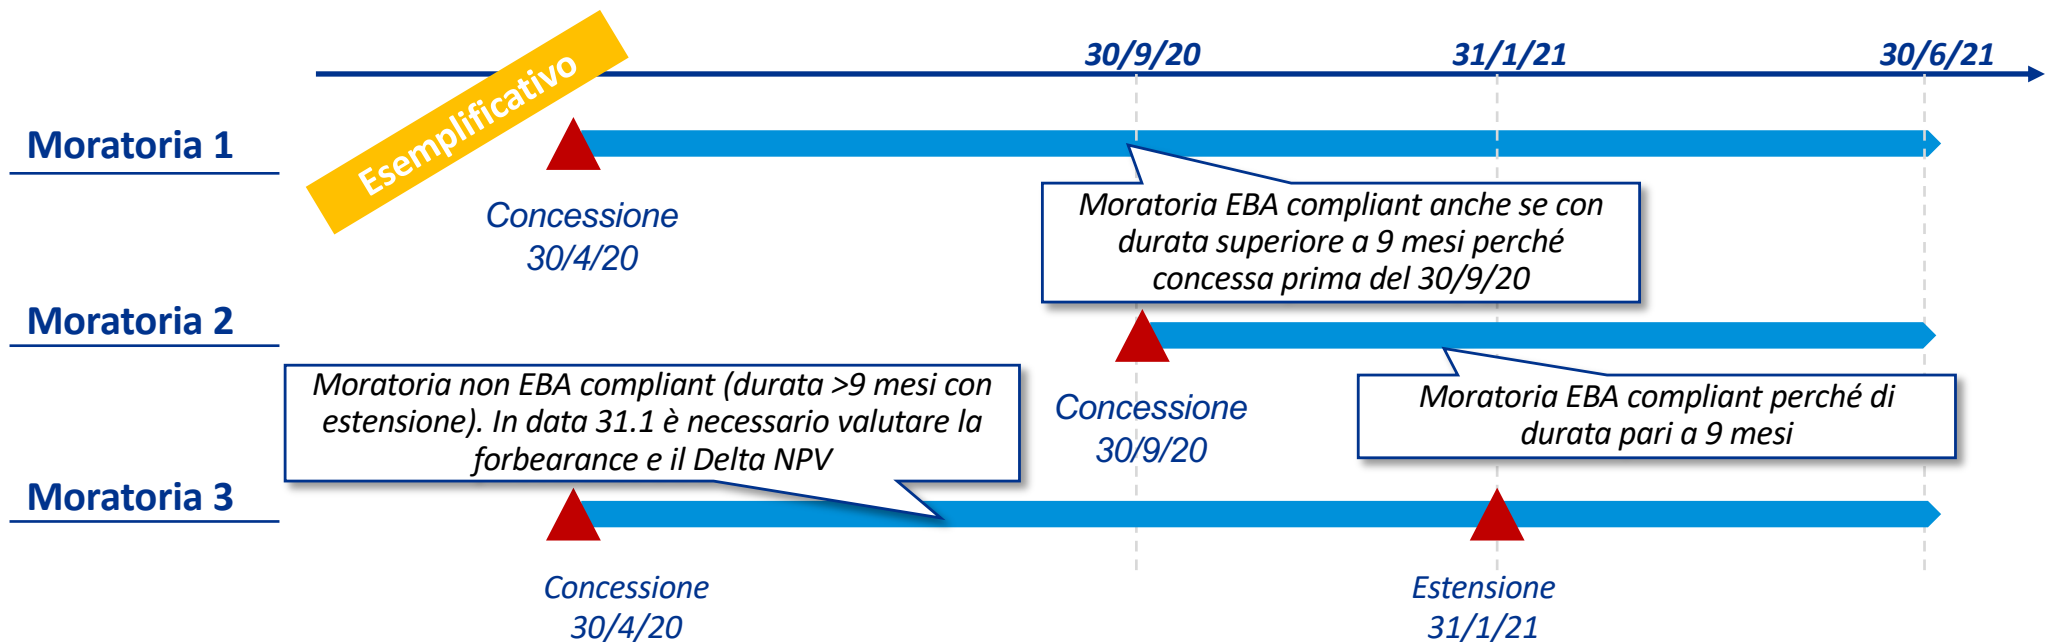 30/9/20
31/1/21
30/6/21
Esemplificativo
Moratoria 1
Concessione
30/4/20
Moratoria EBA compliant anche se con
durata superiore a 9 mesi perché
concessa prima del 30/9/20
Moratoria 2
Concessione
30/9/20
Moratoria EBA compliant perché di
durata pari a 9 mesi
Moratoria non EBA compliant (durata >9 mesi con
estensione). In data 31.1 è necessario valutare la
forbearance e il Delta NPV
Moratoria 3
Concessione
30/4/20
Estensione
31/1/21